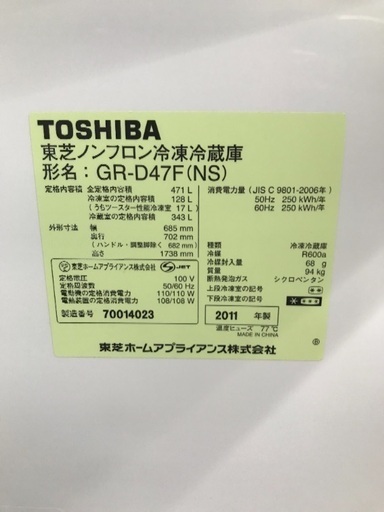 TOSHIBA
東芝ノンフロン冷凍冷蔵庫
形名：GR-D47F(NS)
定格内容積 全定格内容積 471 L
冷凍室の定格内容積 128 L
(うちツースター性能冷凍室 17 L)
冷蔵室の定格内容積 343 L
外形寸法 幅 685 mm
奥行 702 mm
(ハンドル・調整脚除く 682 mm)
高さ 1738 mm
東芝ホームアプライアンス株式会社 JET
定格電圧 100 V
定格周波数 50/60 Hz
電動機の定格消費電力 110/110 W
電熱装置の定格消費電力 108/108 W
製造番号 70014023
消費電力量(JIS C 9801-2006年)
50Hz 250 kWh/年
60Hz 250 kWh/年
種類 冷凍冷蔵庫
冷媒 R600a
冷媒封入量 68 g
質量 94 kg
断熱発泡ガス シクロペンタン
上段冷凍室の記号
下段冷凍室の記号
2011 年製
温度ヒューズ 77℃
MADE IN CHINA
東芝ホームアプライアンス株式会社